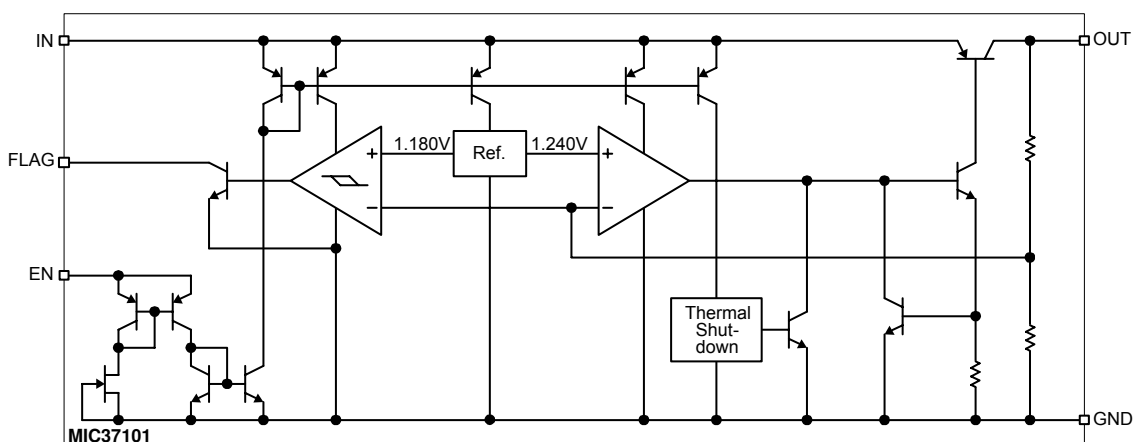 IN
OUT
FLAG
1.180V
Ref.
1.240V
+
+
−
−
EN
Thermal
Shut-
down
GND
MIC37101